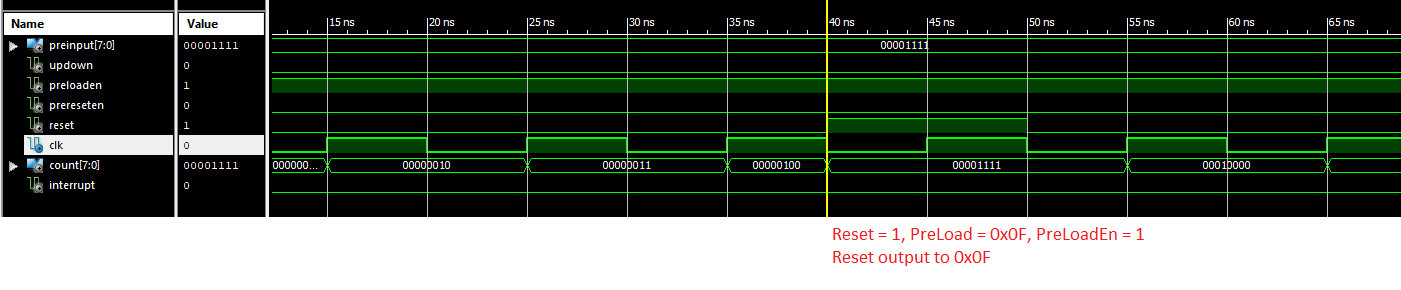 Name Value 15 ns 20 ns 25 ns 30 ns 35 ns 40 ns 45 ns 50 ns 55 ns 60 ns 65 ns
preinput[7:0] 00001111 00001111
updown 0
preloaden 1
prereseten 0
reset 1
clk 0
count[7:0] 00001111 000000... 00000010 00000011 00000100 00001111 00010000
interrupt 0
Reset = 1, PreLoad = 0x0F, PreLoadEn = 1
Reset output to 0x0F